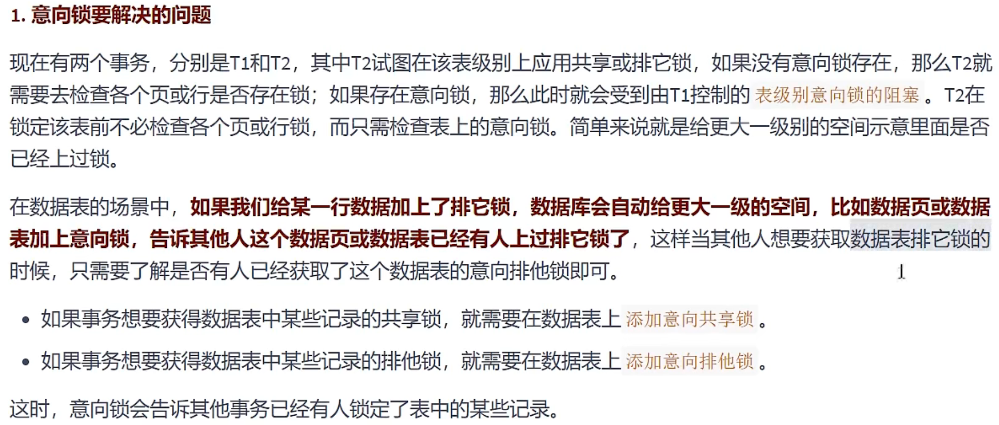 1. 意向锁要解决的问题
现在有两个事务，分别是T1和T2，其中T2试图在该表级别上应用共享或排它锁，如果没有意向锁存在，那么T2就
需要去检查各个页或行是否存在锁；如果存在意向锁，那么此时就会受到由T1控制的 表级别意向锁的阻塞 。T2在
锁定该表前不必检查各个页或行锁，而只需检查表上的意向锁。简单来说就是给更大一级别的空间示意里面是否
已经上过锁。
在数据表的场景中，如果我们给某一行数据加上了排它锁，数据库会自动给更大一级的空间，比如数据页或数据
表加上意向锁，告诉其他人这个数据页或数据表已经有人上过排它锁了，这样当其他人想要获取数据表排它锁的
时候，只需要了解是否有人已经获取了这个数据表的意向排他锁即可。
• 如果事务想要获得数据表中某些记录的共享锁，就需要在数据表上 添加意向共享锁 。
• 如果事务想要获得数据表中某些记录的排他锁，就需要在数据表上 添加意向排他锁 。
这时，意向锁会告诉其他事务已经有人锁定了表中的某些记录。